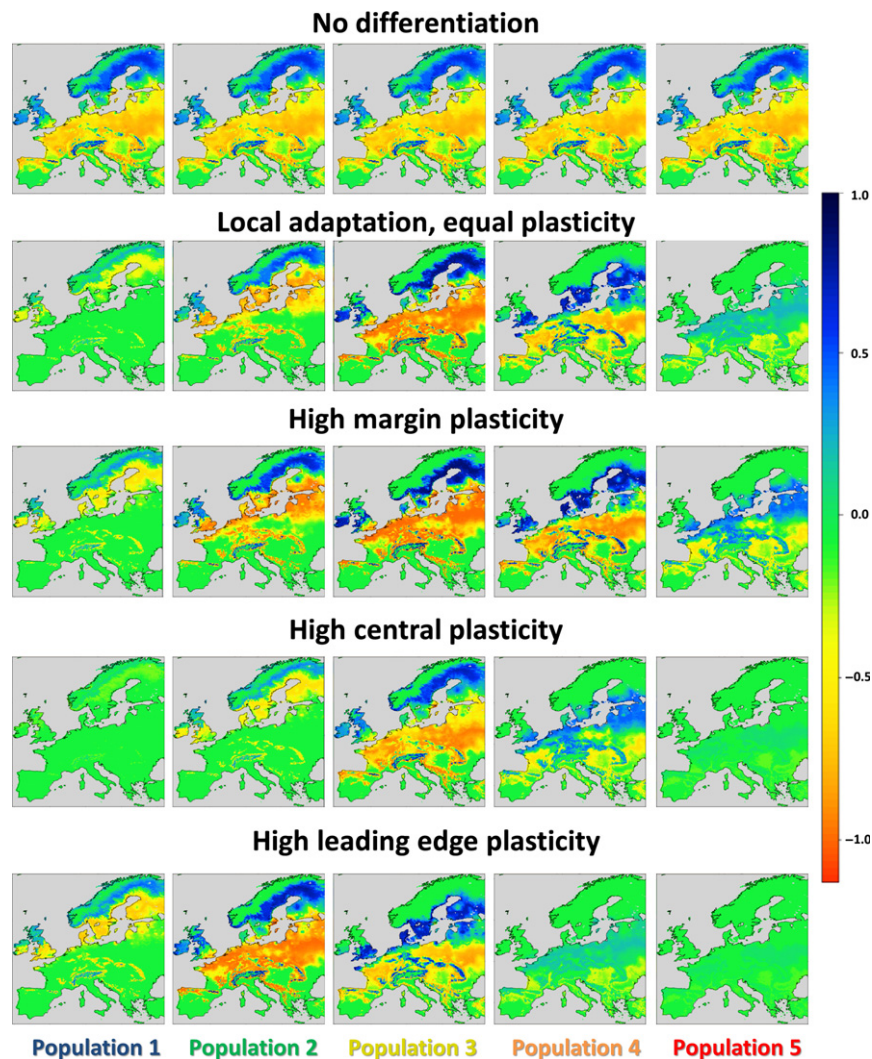 No differentiation
Local adaptation, equal plasticity
High margin plasticity
High central plasticity
High leading edge plasticity
1.0
0.5
0.0
−0.5
−1.0
Population 1 Population 2 Population 3 Population 4 Population 5